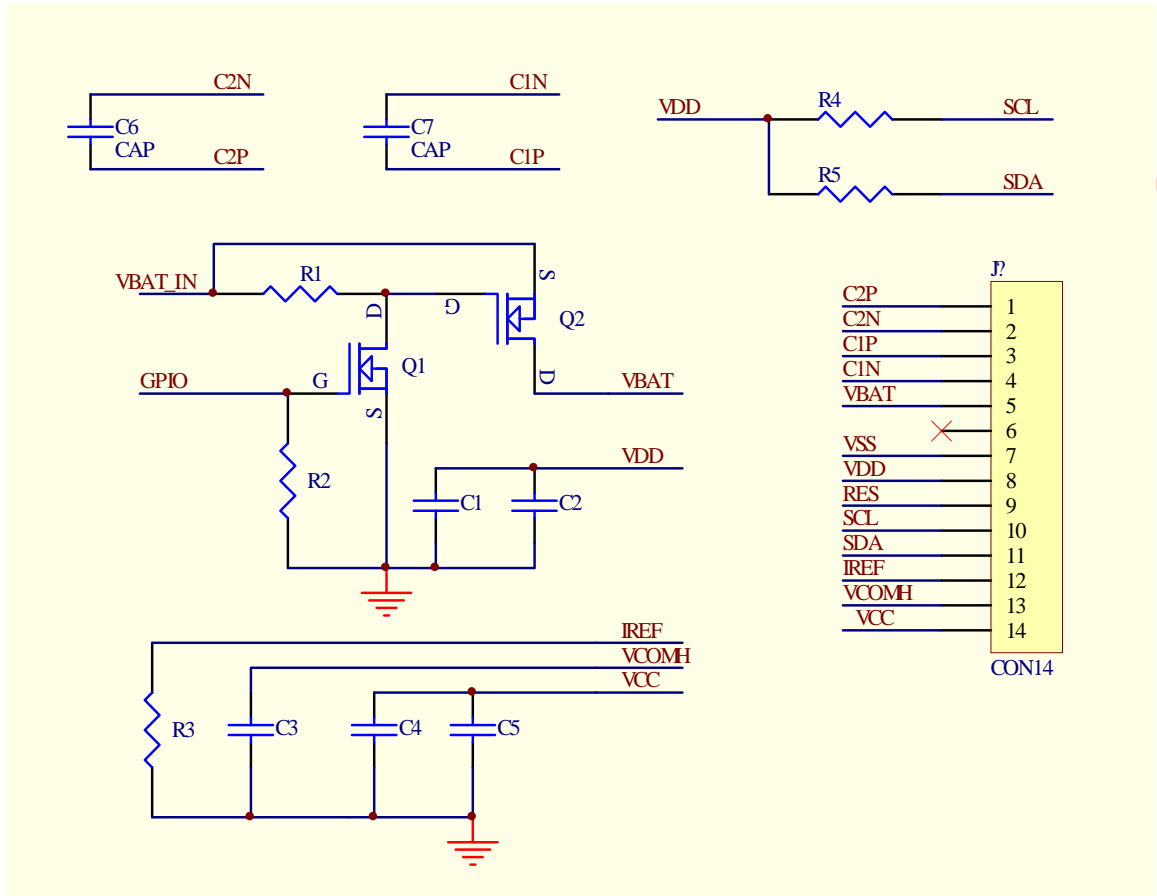 C2N
C6
CAP
C2P
C1N
C7
CAP
C1P
VDD
R4
SCL
R5
SDA
VBAT_IN
R1
D
G
S
Q2
D
VBAT
GPIO
G
Q1
S
R2
VDD
C1
C2
J?
C2P
1
C2N
2
C1P
3
C1N
4
VBAT
5
6
VSS
7
VDD
8
RES
9
SCL
10
SDA
11
IREF
12
VCOMH
13
VCC
14
CON14
IREF
VCOMH
VCC
R3
C3
C4
C5